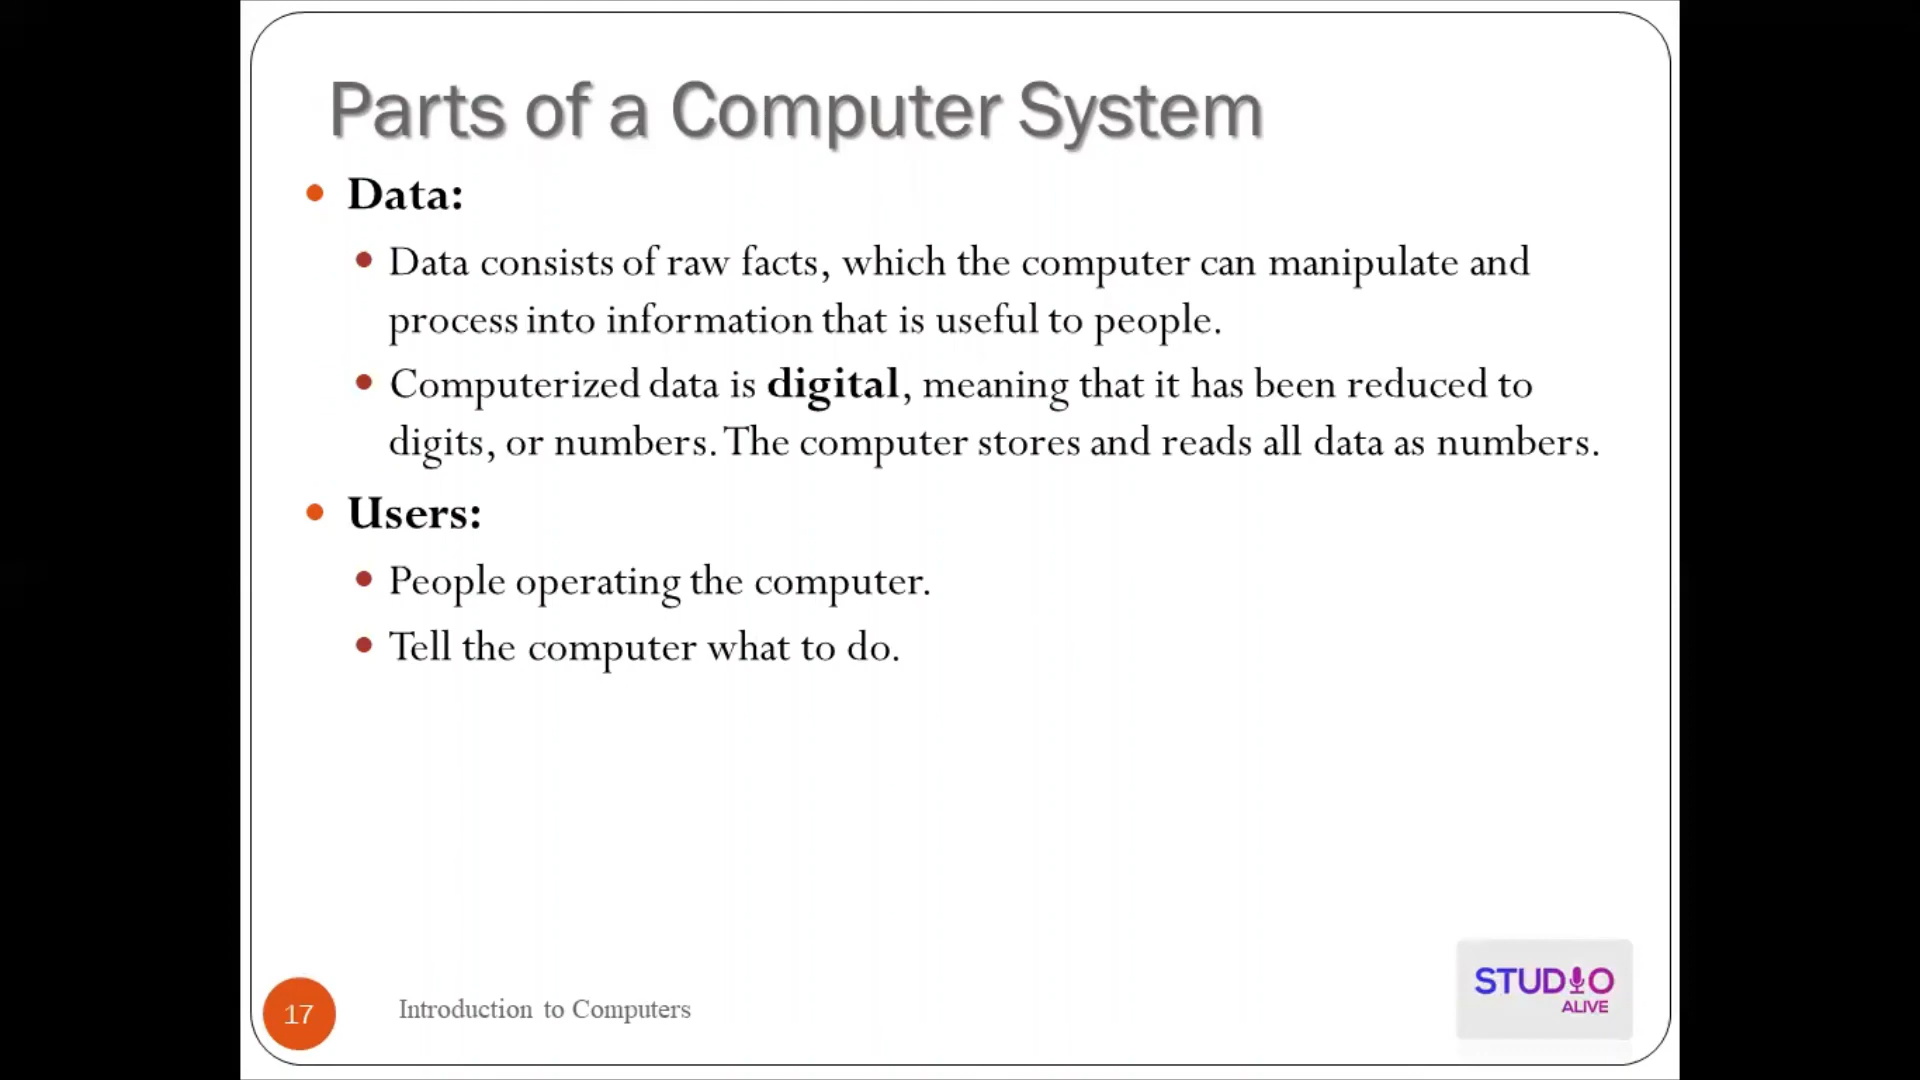 Parts of a Computer System
Data:
Data consists of raw facts, which the computer can manipulate and
process into information that is useful to people.
Computerized data is digital, meaning that it has been reduced to
digits, or numbers. The computer stores and reads all data as numbers.
Users:
People operating the computer.
Tell the computer what to do.
17
Introduction to Computers
STUDIO
ALIVE